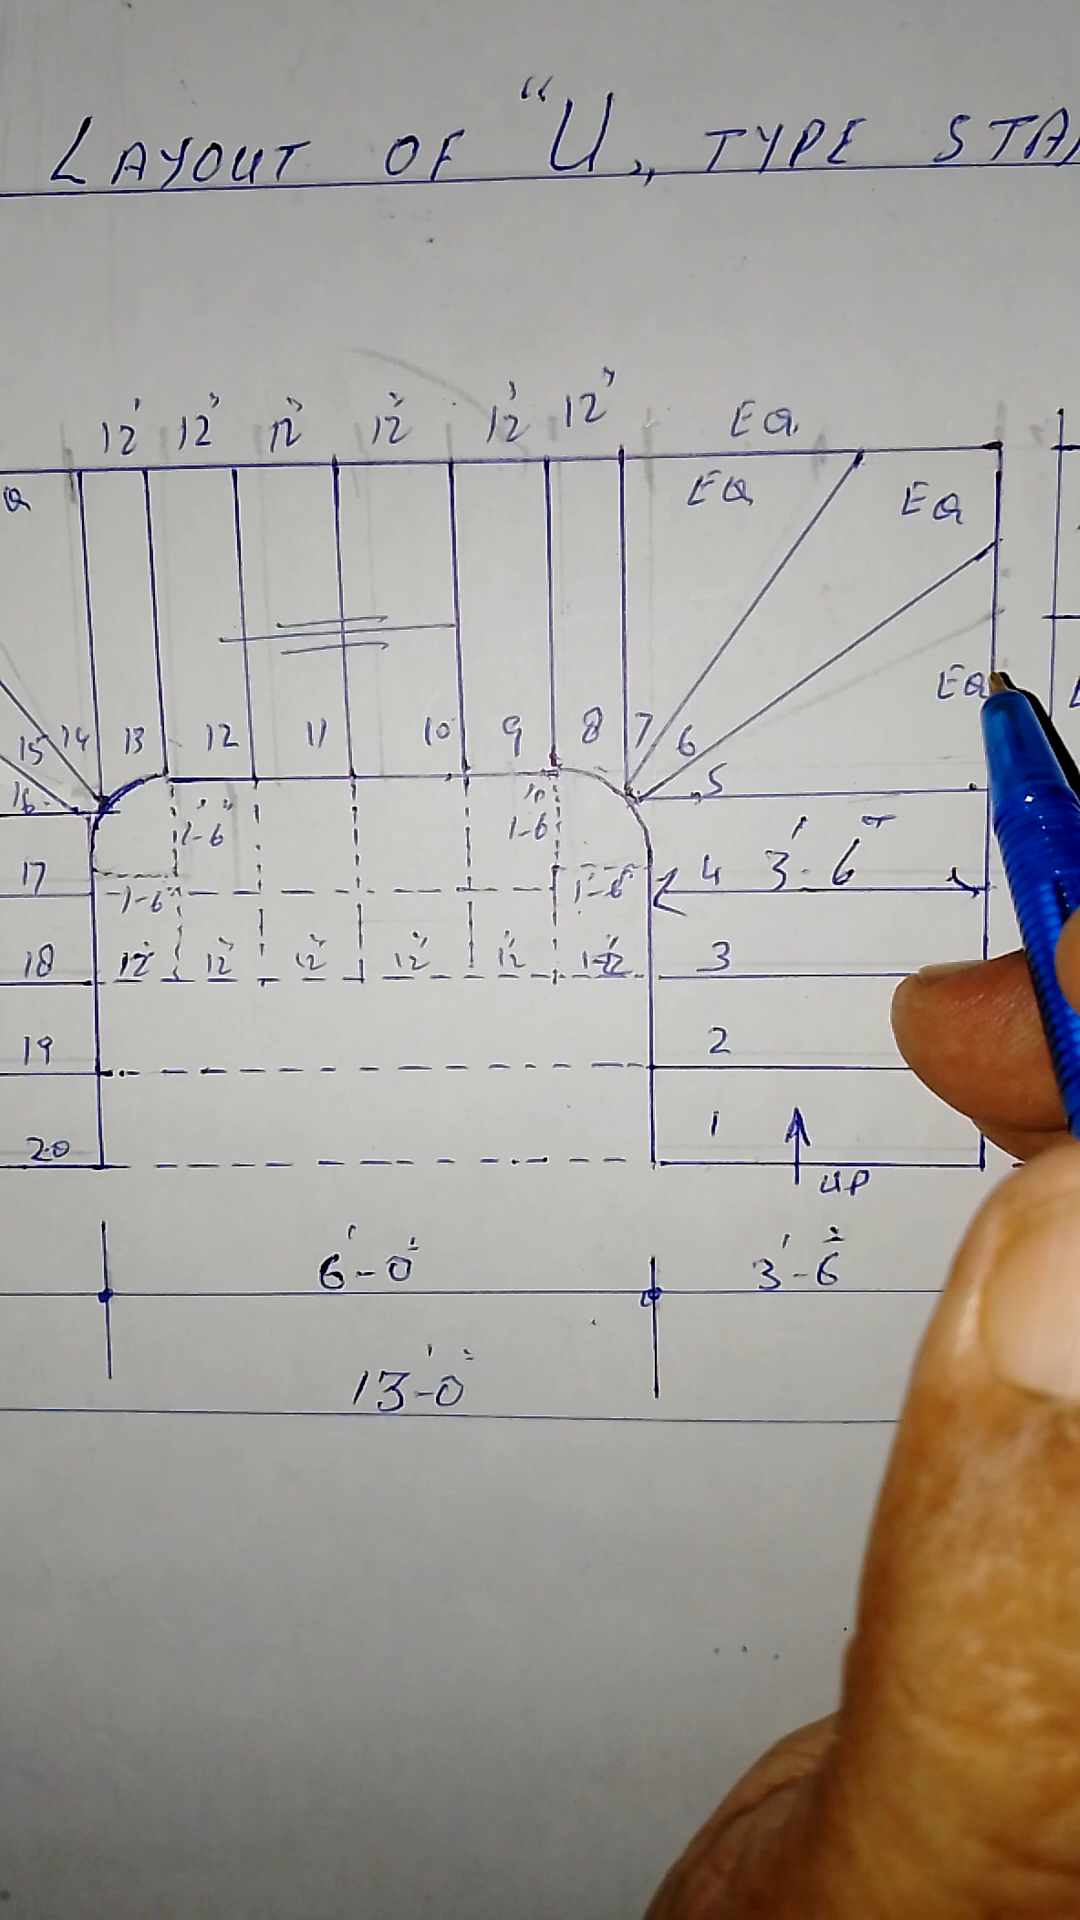 LAYOUT OF "U,, TYPE STA
12' 12" 12" 12" 12' 12" EQ.
Q EQ EQ
EQ
15 14 13 12 11 10 9 8 7 6
16 5
1'-6" 1'-6"
17 4 3'-6"
1-6" 1'-6"
18 12" 12" 12" 12" 12" 3
19 2
20 1
UP
6'-0" 3'-6"
13'-0"